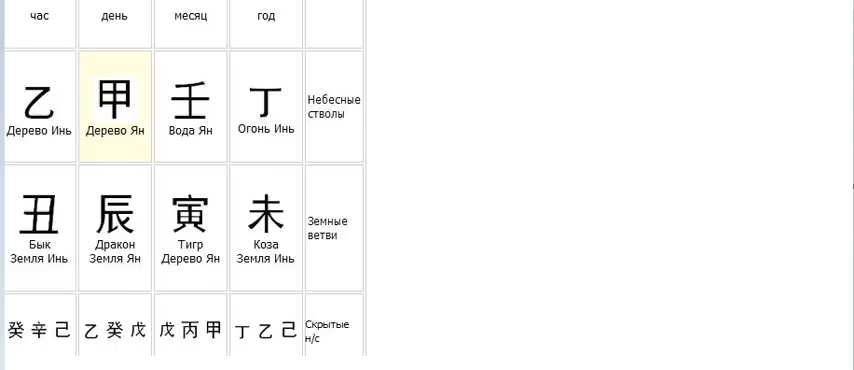 час день месяц год
乙 甲 壬 丁
Дерево Инь Дерево Ян Вода Ян Огонь Инь
Небесные
стволы
丑 辰 寅 未
Бык Дракон Тигр Коза
Земля Инь Земля Ян Дерево Ян Земля Инь
Земные
ветви
癸 辛 己 乙 癸 戊 戊 丙 甲 丁 乙 己
Скрытые
н/с